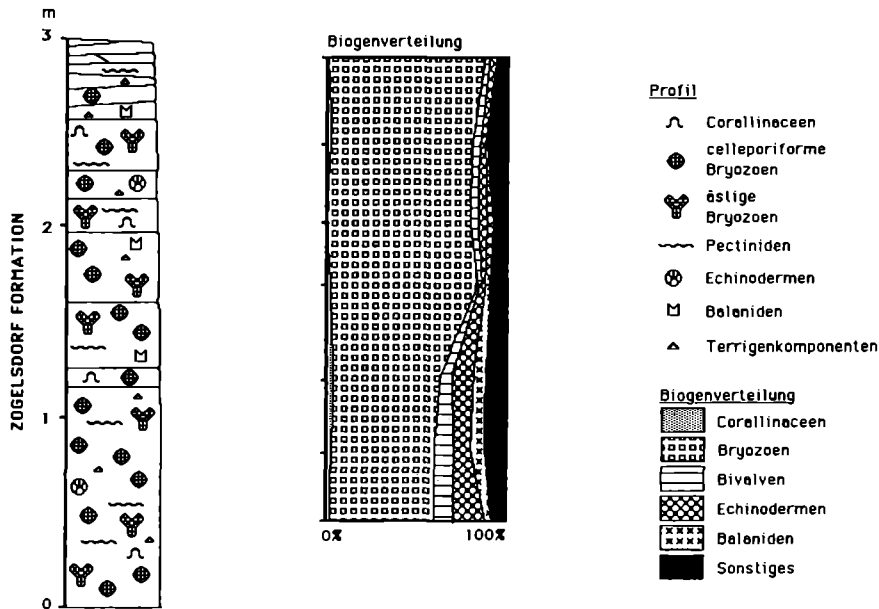 m
3
2
1
0
ZOGELSDORF FORMATION
Biogenverteilung
0%
100%
Profil
Corallinaceen
celleporiforme
Bryozoen
ästige
Bryozoen
Pectiniden
Echinodermen
Balaniden
Terrigenkomponenten
Biogenverteilung
Corallinaceen
Bryozoen
Bivalven
Echinodermen
Balaniden
Sonstiges